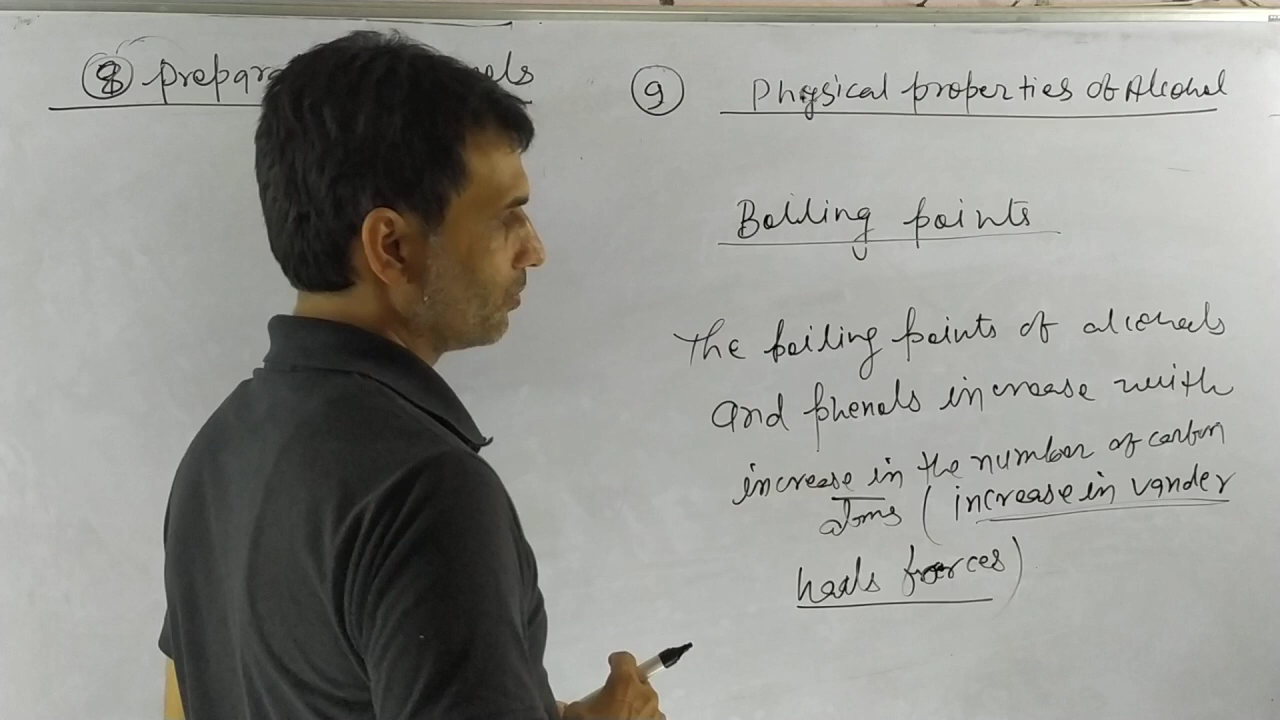 8 prepara
9 Physical properties of Alcohol
Boiling points
The boiling points of alcohols
and phenols increase with
increase in the number of carbon
atoms (increase in vander
haals forces)